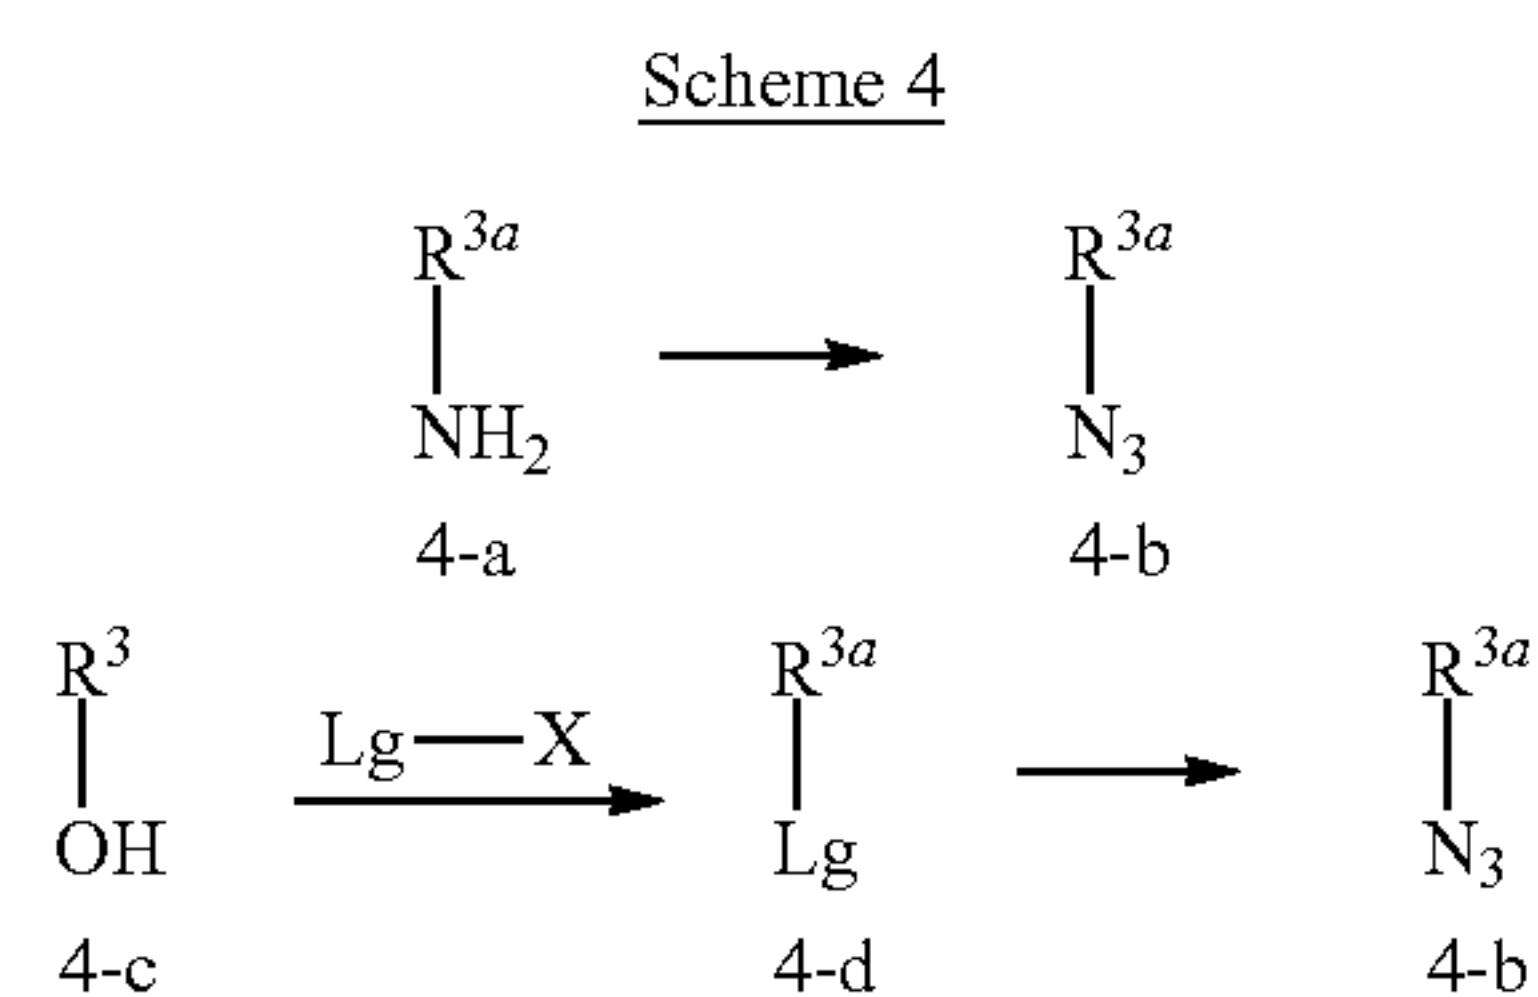 Scheme 4
R3a R3a
NH2 N3
4-a 4-b
R3 R3a R3a
Lg—X
OH Lg N3
4-c 4-d 4-b